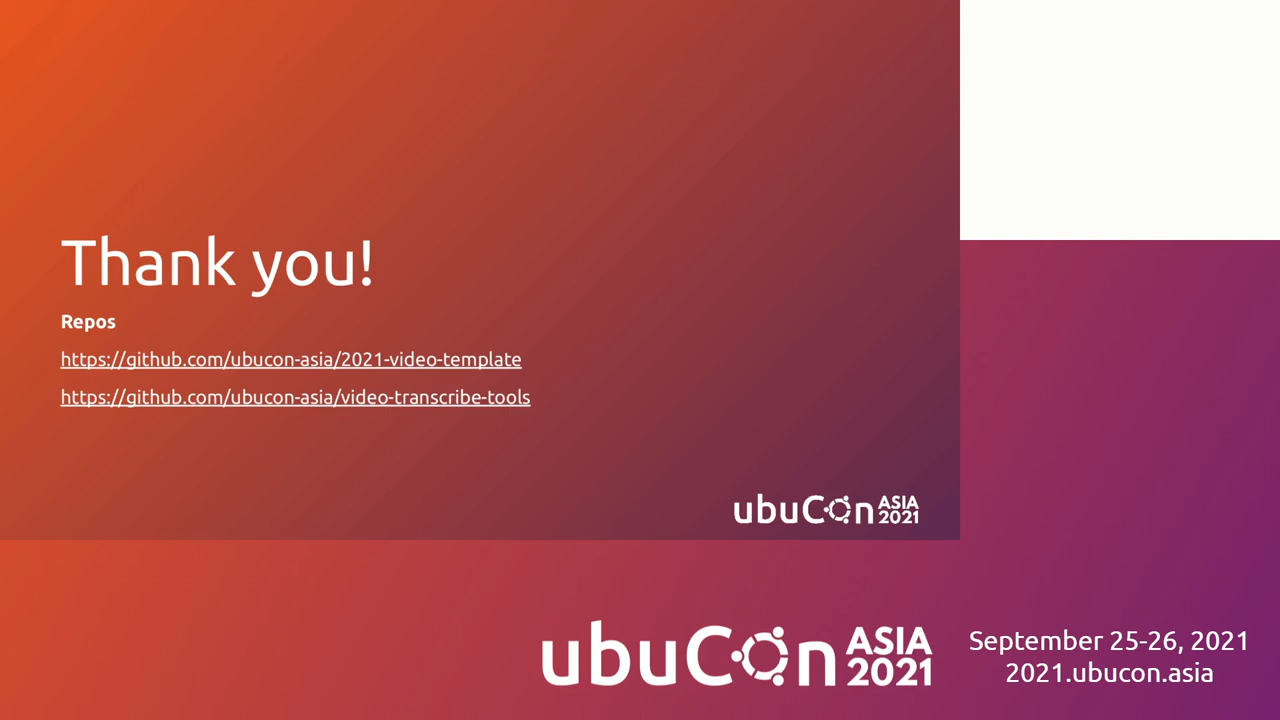 Thank you!
Repos
https://github.com/ubucon-asia/2021-video-template
https://github.com/ubucon-asia/video-transcribe-tools
ubuCon ASIA 2021
ubuCon ASIA 2021
September 25-26, 2021
2021.ubucon.asia